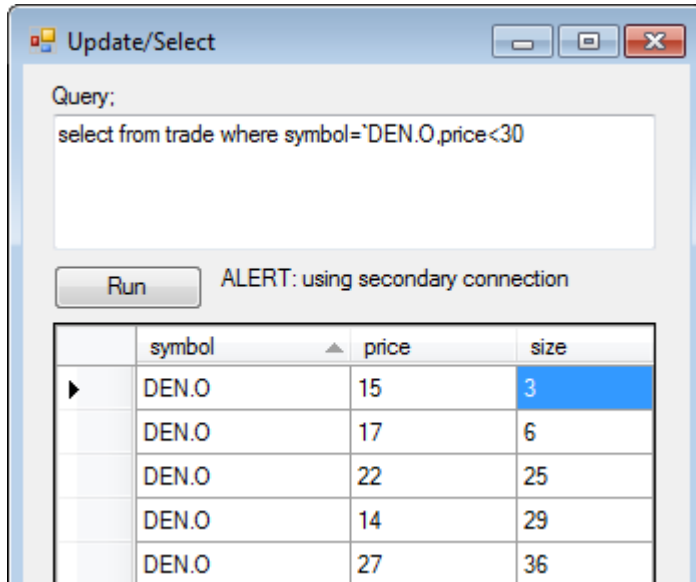 Update/Select
Query;
select from trade where symbol=`DEN.O,price<30
Run ALERT: using secondary connection
symbol price size
DEN.O 15 3
DEN.O 17 6
DEN.O 22 25
DEN.O 14 29
DEN.O 27 36